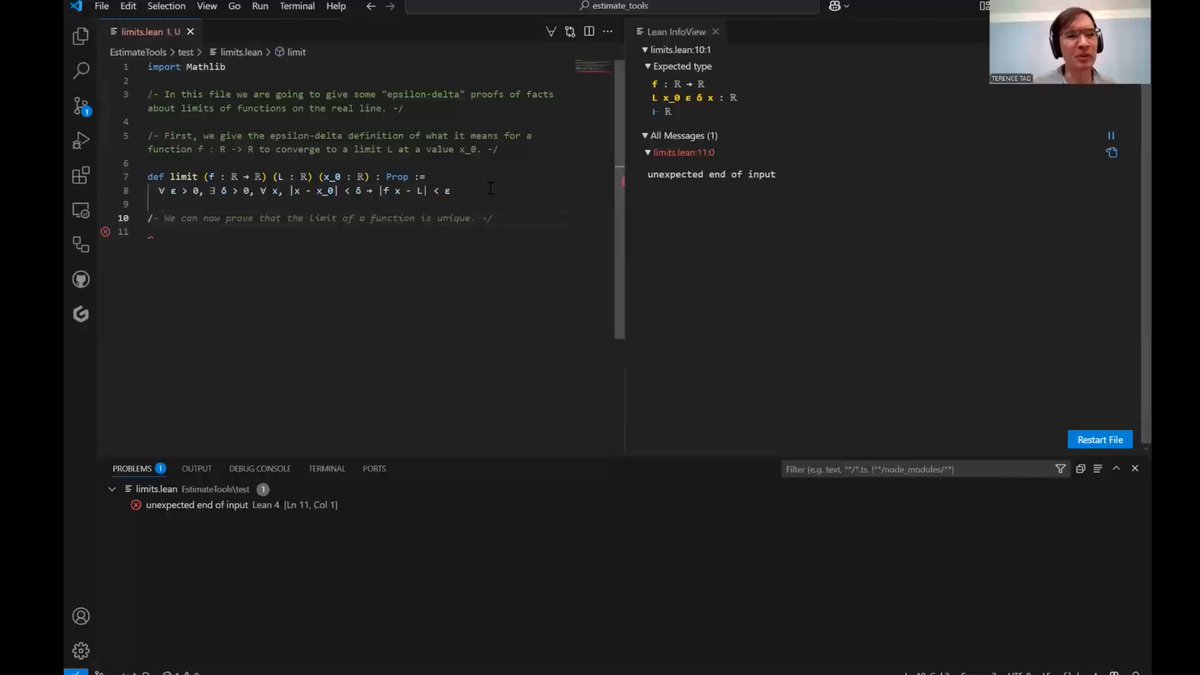 File Edit Selection View Go Run Terminal Help
estimate_tools
limits.lean 1, U
EstimateTools > test > limits.lean > limit
1 import Mathlib
2
3 /- In this file we are going to give some "epsilon-delta" proofs of facts
about limits of functions on the real line. -/
4
5 /- First, we give the epsilon-delta definition of what it means for a
function f : R -> R to converge to a limit L at a value x_0. -/
6
7 def limit (f : ℝ → ℝ) (L : ℝ) (x_0 : ℝ) : Prop :=
8 ∀ ε > 0, ∃ δ > 0, ∀ x, |x - x_0| < δ → |f x - L| < ε
9
10 /- We can now prove that the limit of a function is unique. -/
11
Lean InfoView
limits.lean:10:1
Expected type
f : ℝ → ℝ
L x_0 ε δ x : ℝ
⊢ ℝ
All Messages (1)
limits.lean:11:0
unexpected end of input
Restart File
TERENCE TAO
1
PROBLEMS 1 OUTPUT DEBUG CONSOLE TERMINAL PORTS
Filter (e.g. text, **/*.ts, !**/node_modules/**)
limits.lean EstimateTools\test 1
unexpected end of input Lean 4 [Ln 11, Col 1]